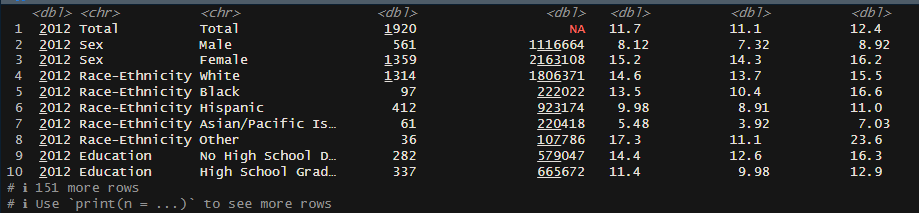 <dbl> <chr> <chr> <dbl> <dbl> <dbl> <dbl> <dbl>
1 2012 Total Total 1920 NA 11.7 11.1 12.4
2 2012 Sex Male 561 1116664 8.12 7.32 8.92
3 2012 Sex Female 1359 2163108 15.2 14.3 16.2
4 2012 Race-Ethnicity White 1314 1806371 14.6 13.7 15.5
5 2012 Race-Ethnicity Black 97 222022 13.5 10.4 16.6
6 2012 Race-Ethnicity Hispanic 412 923174 9.98 8.91 11.0
7 2012 Race-Ethnicity Asian/Pacific Is… 61 220418 5.48 3.92 7.03
8 2012 Race-Ethnicity Other 36 107786 17.3 11.1 23.6
9 2012 Education No High School D… 282 579047 14.4 12.6 16.3
10 2012 Education High School Grad… 337 665672 11.4 9.98 12.9
# ℹ 151 more rows
# ℹ Use `print(n = ...)` to see more rows